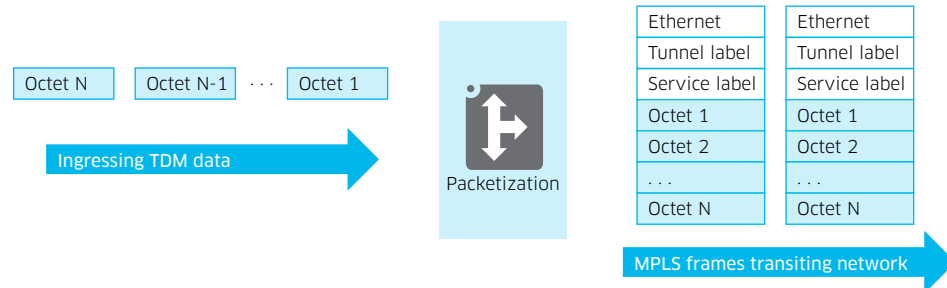 Octet N
Octet N-1
. . .
Octet 1
Ingressing TDM data
Packetization
Ethernet
Tunnel label
Service label
Octet 1
Octet 2
. . .
Octet N
Ethernet
Tunnel label
Service label
Octet 1
Octet 2
. . .
Octet N
MPLS frames transiting network